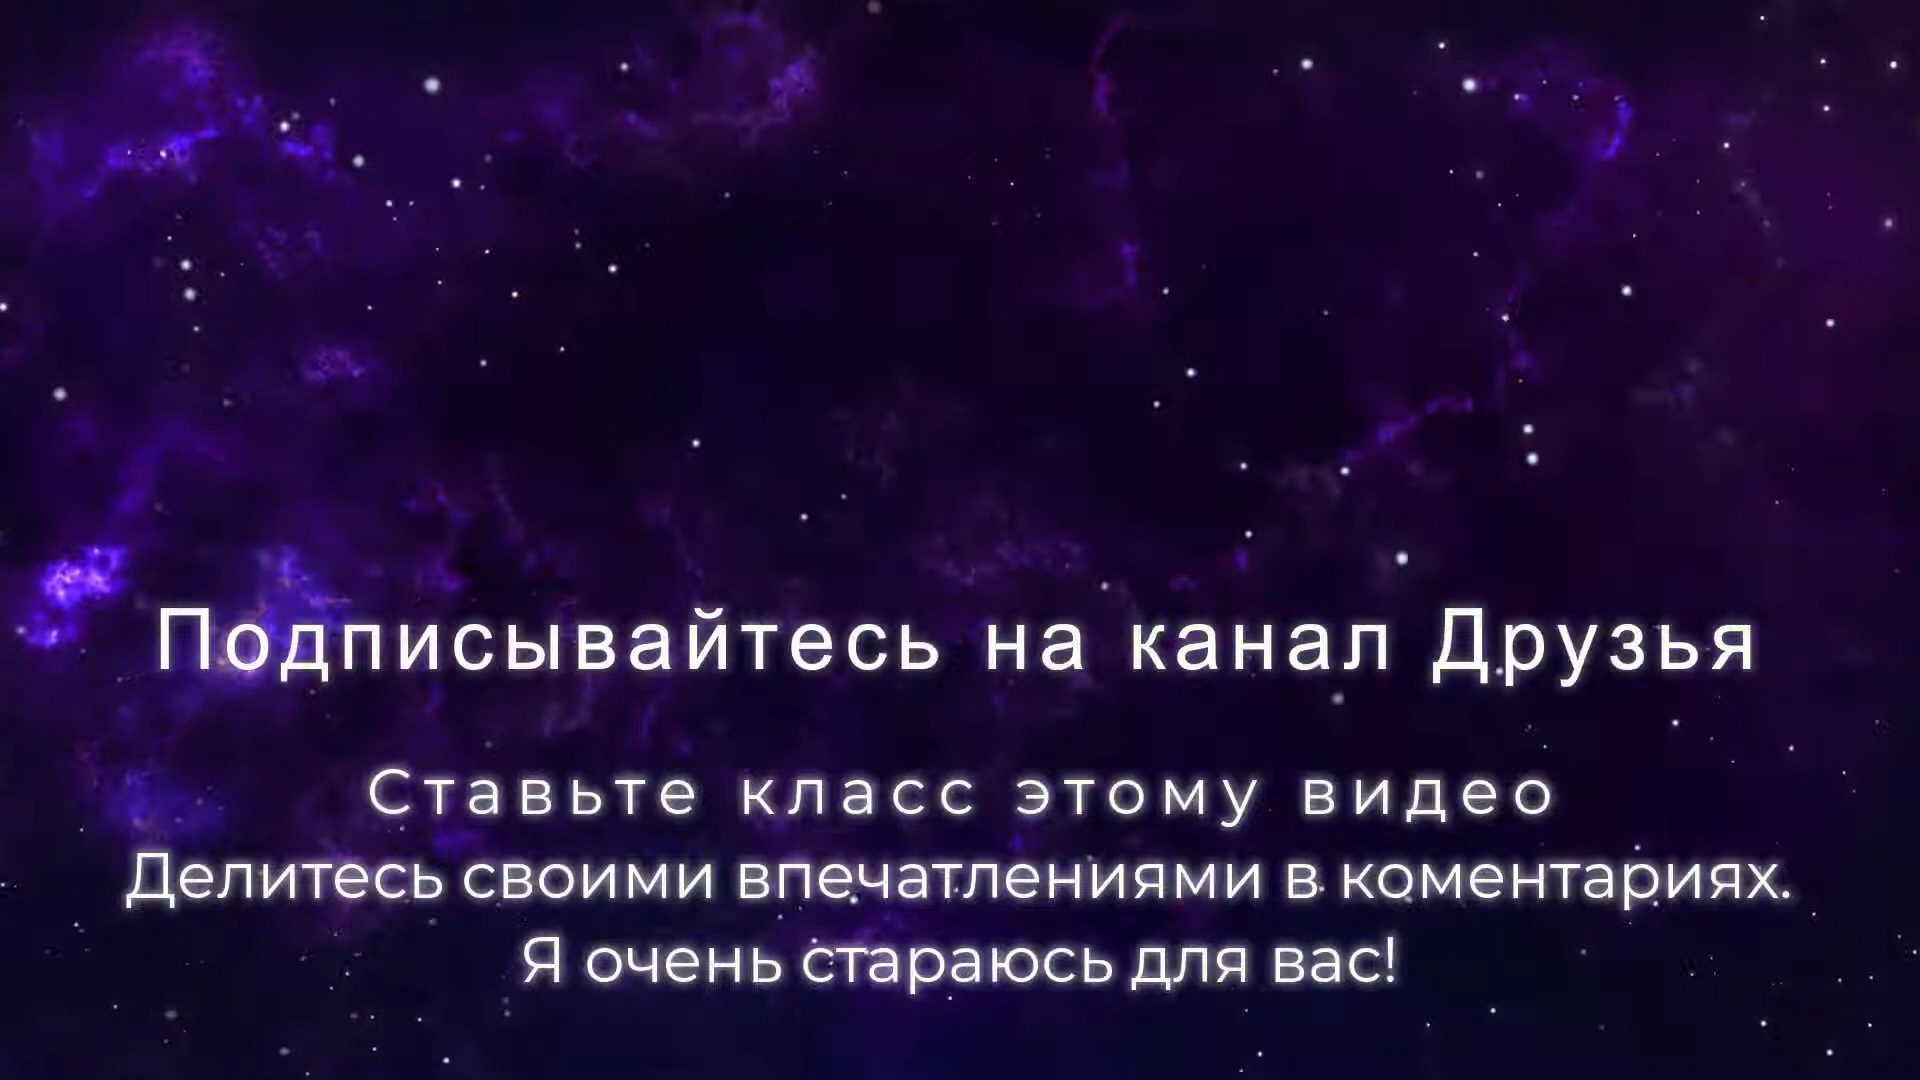 Подписывайтесь на канал Друзья
Ставьте класс этому видео
Делитесь своими впечатлениями в коментариях.
Я очень стараюсь для вас!